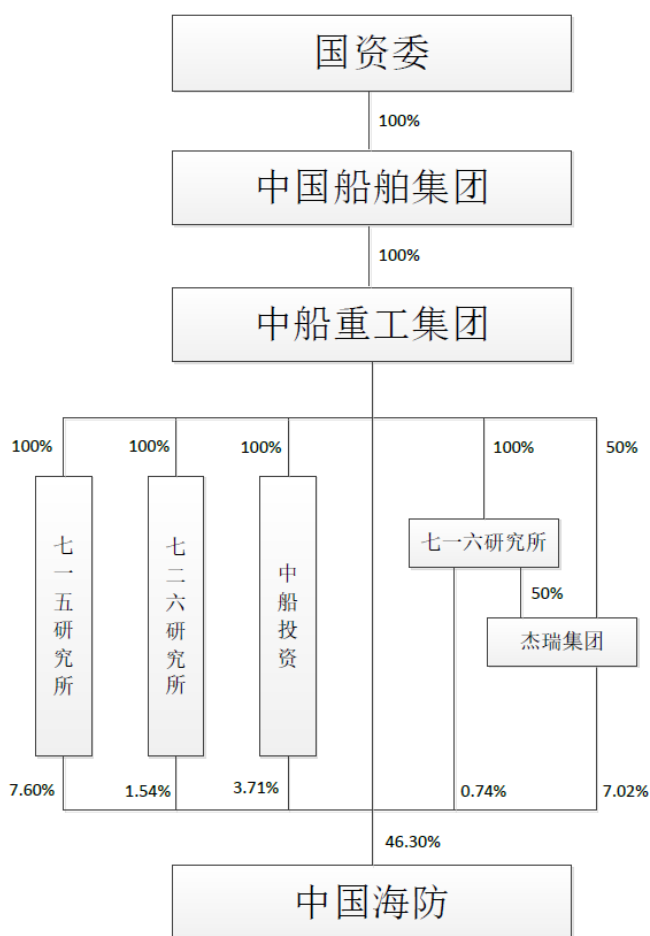 国资委
100%
中国船舶集团
100%
中船重工集团
100%
100%
100%
100%
50%
七一五研究所
七二六研究所
中船投资
七一六研究所
50%
杰瑞集团
7.60%
1.54%
3.71%
0.74%
7.02%
46.30%
中国海防